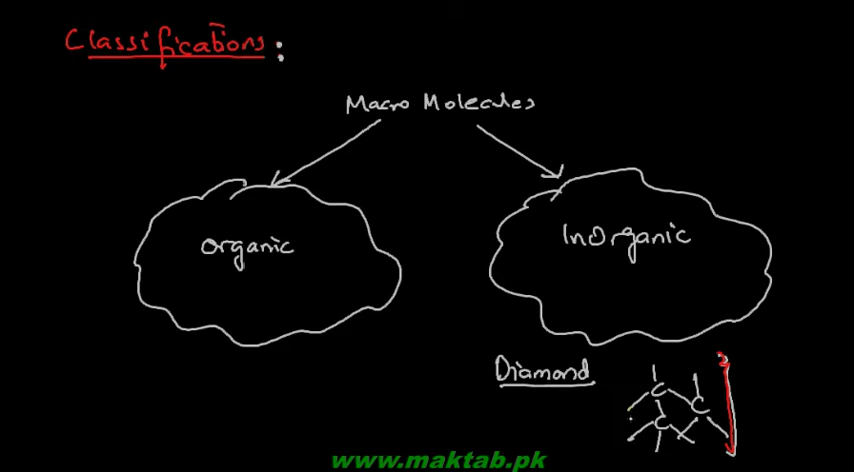 Classifications:
Macro Molecules
Organic
InOrganic
Diamond
C
C
C
www.maktab.pk